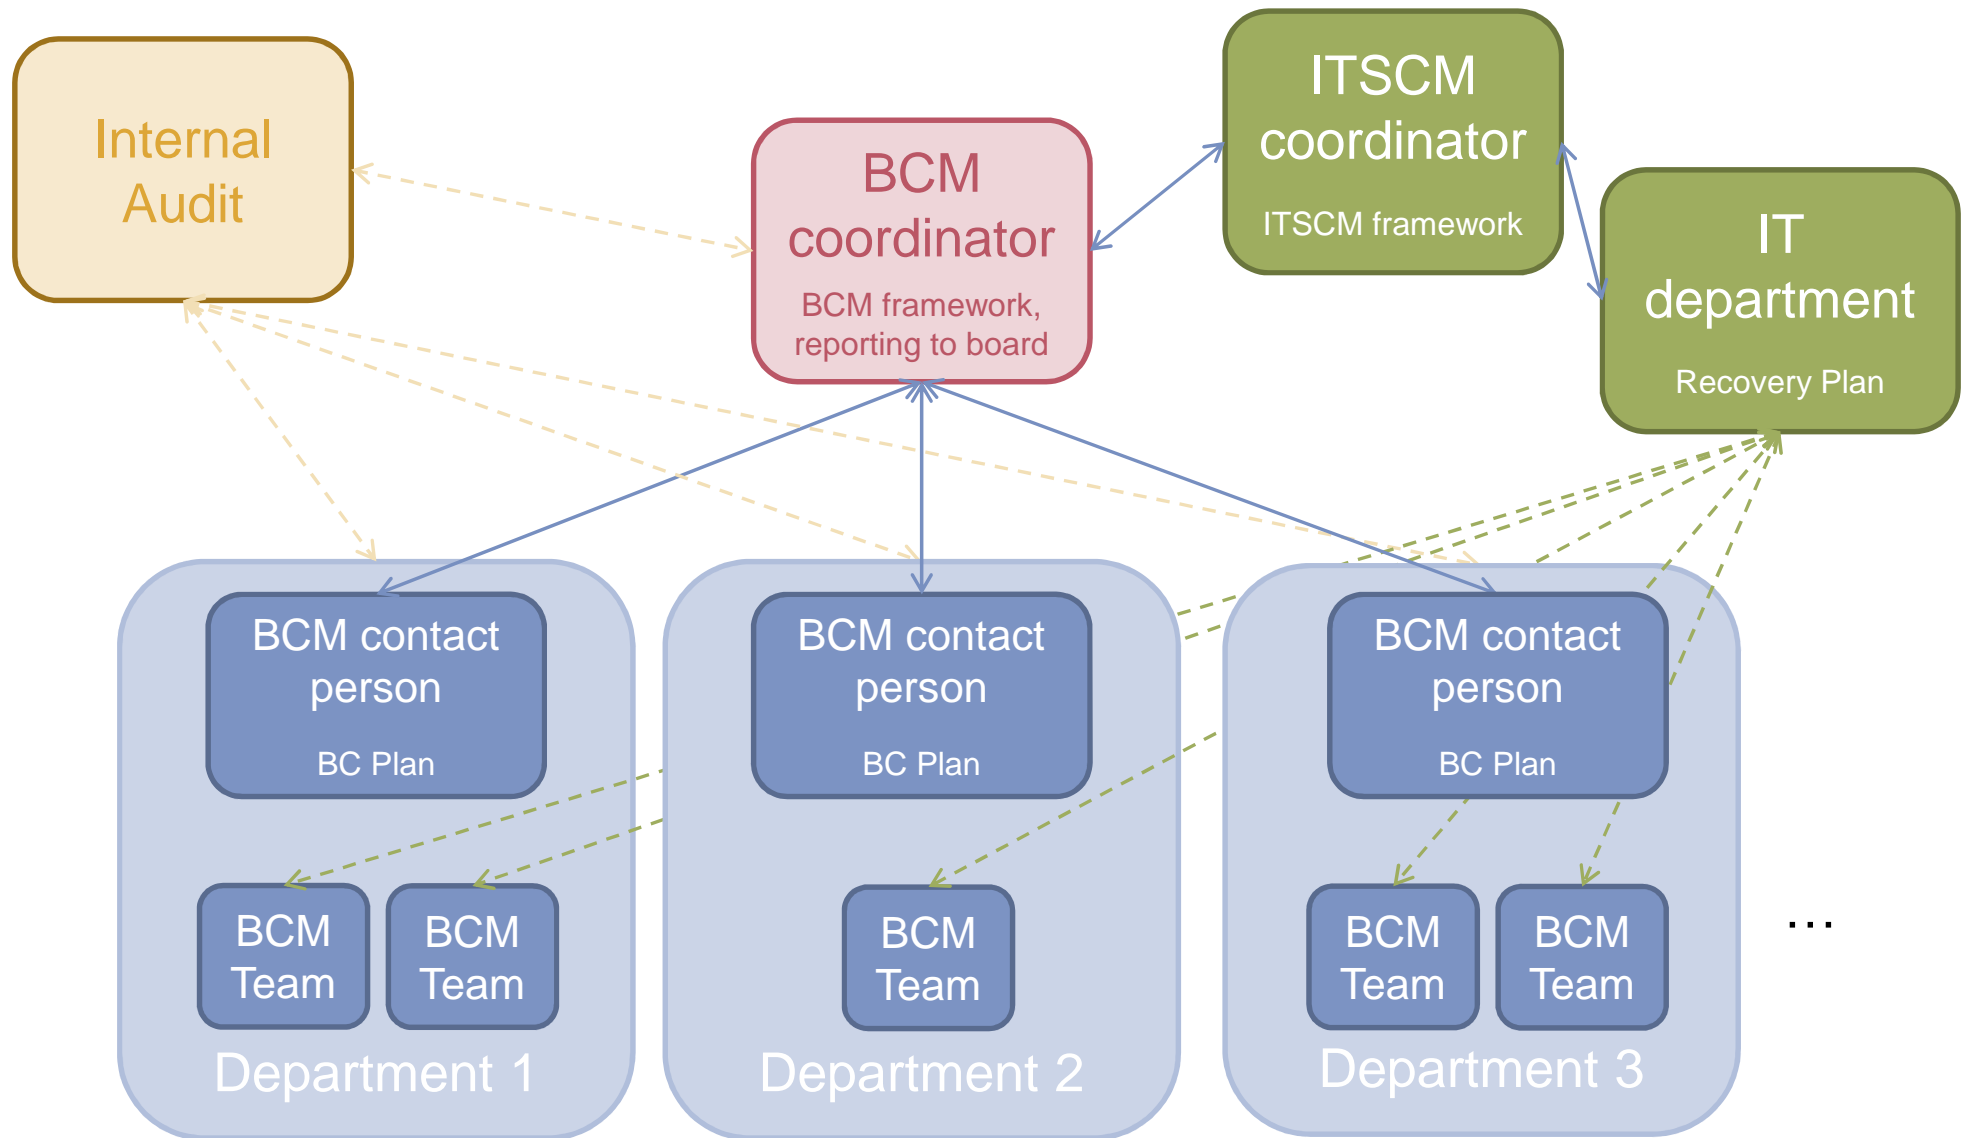 Internal
Audit
BCM
coordinator
BCM framework,
reporting to board
ITSCM
coordinator
ITSCM framework
IT
department
Recovery Plan
BCM contact
person
BC Plan
BCM
Team
BCM
Team
Department 1
BCM contact
person
BC Plan
BCM
Team
Department 2
BCM contact
person
BC Plan
BCM
Team
BCM
Team
Department 3
…